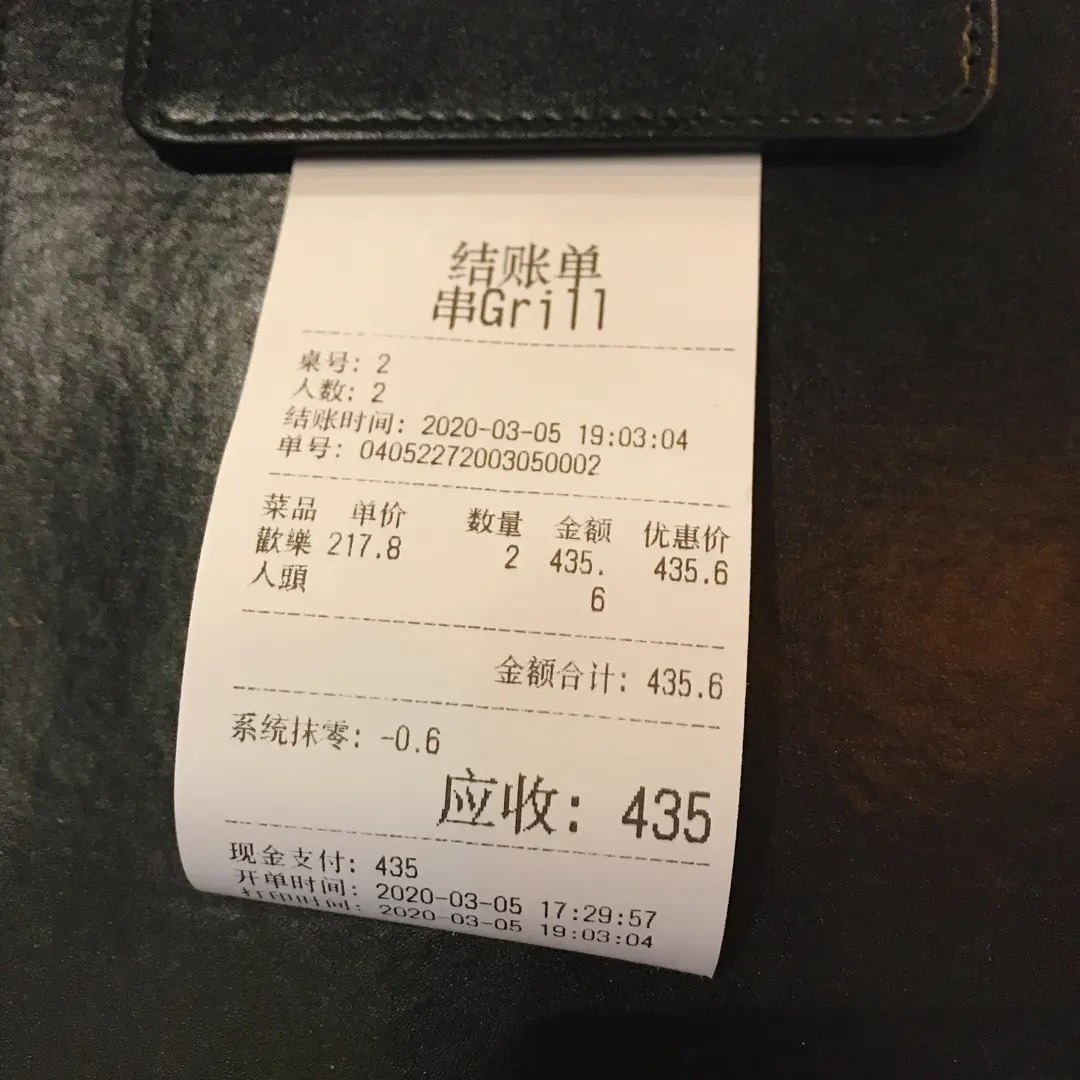 结账单
串Grill
桌号: 2
人数: 2
结账时间: 2020-03-05 19:03:04
单号: 04052272003050002
菜品 单价 数量 金额 优惠价
歡樂 217.8 2 435. 435.6
人頭 6
金额合计: 435.6
系统抹零: -0.6
应收: 435
现金支付: 435
开单时间: 2020-03-05 17:29:57
打印时间: 2020-03-05 19:03:04